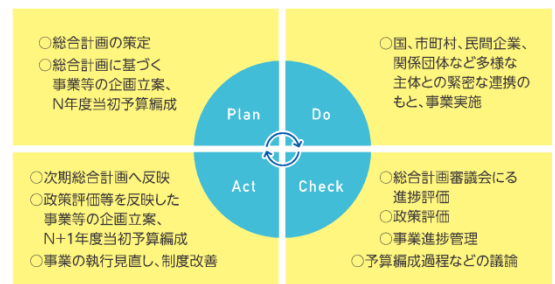 ○総合計画の策定
○総合計画に基づく
事業等の企画立案、
N年度当初予算編成
Plan
Do
○国、市町村、民間企業、
関係団体など多様な
主体との緊密な連携の
もと、事業実施
○次期総合計画へ反映
○政策評価等を反映した
事業等の企画立案、
N+1年度当初予算編成
○事業の執行見直し、制度改善
Act
Check
○総合計画審議会にる
進捗評価
○政策評価
○事業進捗管理
○予算編成過程などの議論